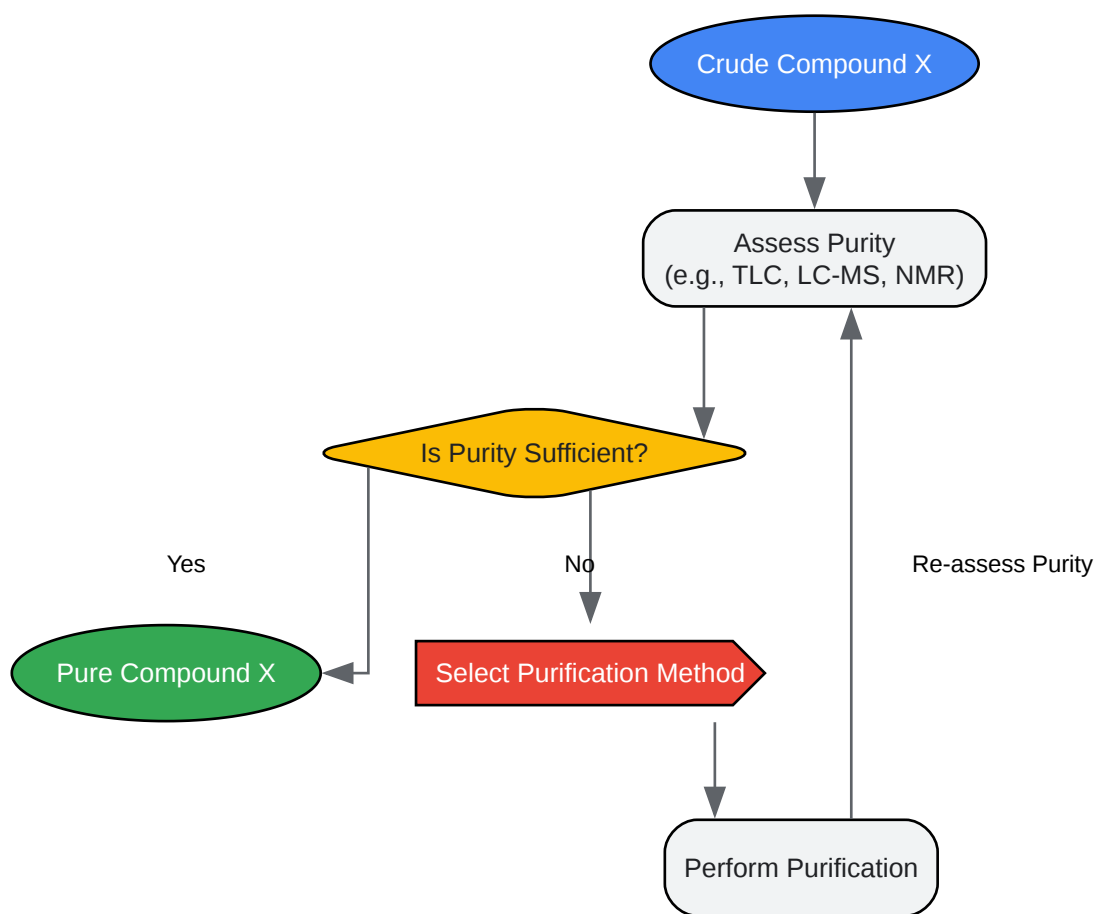 Crude Compound X
Assess Purity
(e.g., TLC, LC-MS, NMR)
Is Purity Sufficient?
Yes
No
Re-assess Purity
Pure Compound X
Select Purification Method
Perform Purification